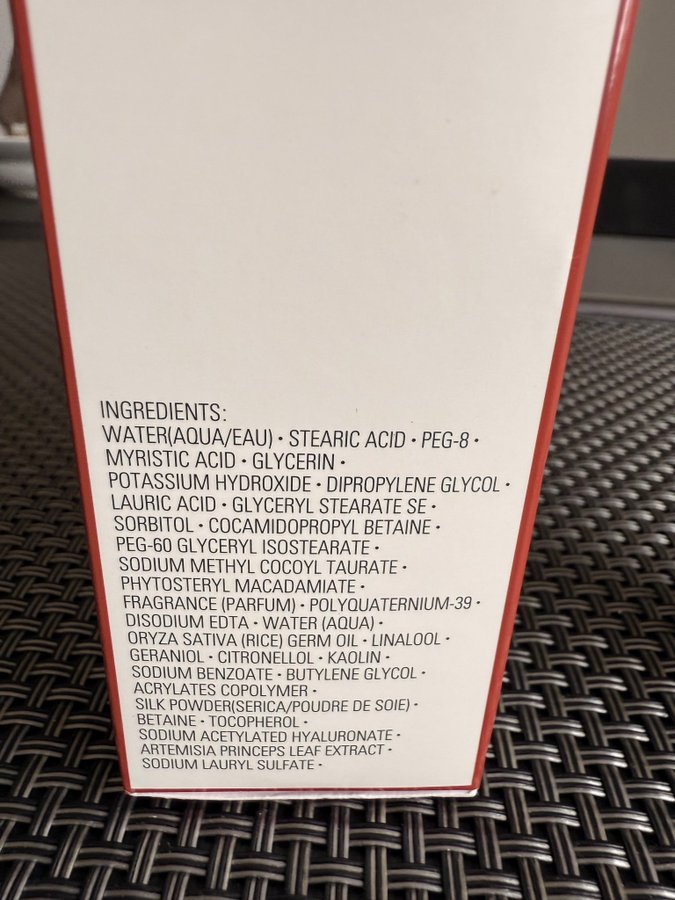 INGREDIENTS:
WATER(AQUA/EAU) • STEARIC ACID • PEG-8 •
MYRISTIC ACID • GLYCERIN •
POTASSIUM HYDROXIDE • DIPROPYLENE GLYCOL •
LAURIC ACID • GLYCERYL STEARATE SE •
SORBITOL • COCAMIDOPROPYL BETAINE •
PEG-60 GLYCERYL ISOSTEARATE •
SODIUM METHYL COCOYL TAURATE •
PHYTOSTERYL MACADAMIATE •
FRAGRANCE (PARFUM) • POLYQUATERNIUM-39 •
DISODIUM EDTA • WATER (AQUA) •
ORYZA SATIVA (RICE) GERM OIL • LINALOOL •
GERANIOL • CITRONELLOL • KAOLIN •
SODIUM BENZOATE • BUTYLENE GLYCOL •
ACRYLATES COPOLYMER •
SILK POWDER(SERICA/POUDRE DE SOIE) •
BETAINE • TOCOPHEROL •
SODIUM ACETYLATED HYALURONATE •
ARTEMISIA PRINCEPS LEAF EXTRACT •
SODIUM LAURYL SULFATE •